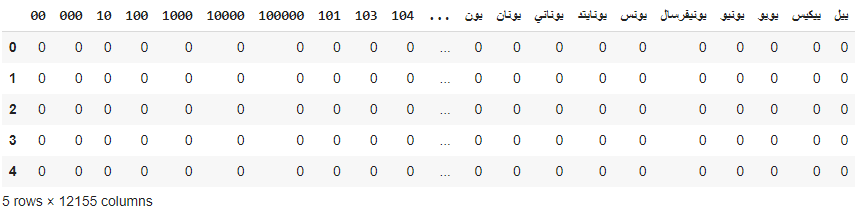 00 000 10 100 1000 10000 100000 101 103 104 ... يون يونان يوناني يونايتد يونس يونيفرسال يونيو يويو ييكيس ييل
0 0 0 0 0 0 0 0 0 0 0 ... 0 0 0 0 0 0 0 0 0 0
1 0 0 0 0 0 0 0 0 0 0 ... 0 0 0 0 0 0 0 0 0 0
2 0 0 0 0 0 0 0 0 0 0 ... 0 0 0 0 0 0 0 0 0 0
3 0 0 0 0 0 0 0 0 0 0 ... 0 0 0 0 0 0 0 0 0 0
4 0 0 0 0 0 0 0 0 0 0 ... 0 0 0 0 0 0 0 0 0 0
5 rows × 12155 columns